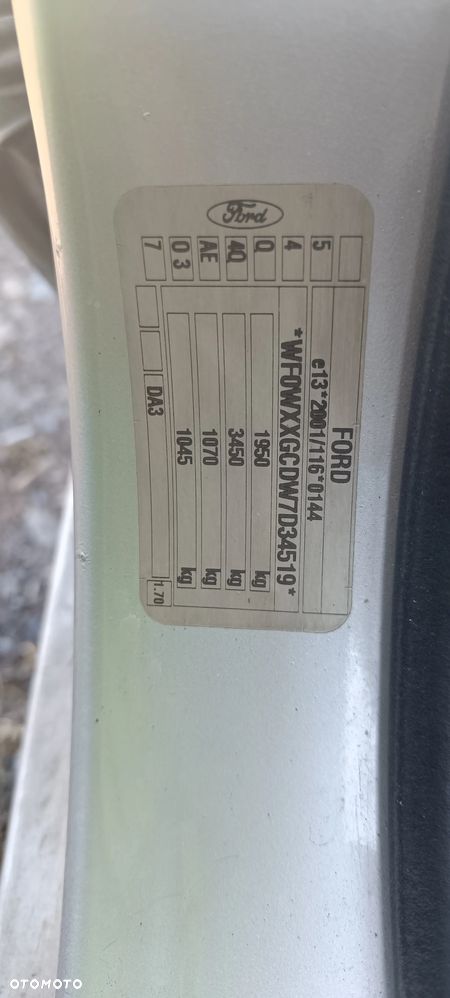 Ford
FORD
e13*2001/116*0144
*WF0WXXGCDW7D34519*
1950 kg
3450 kg
1070 kg
1045 kg
DA3
1.70
5
4
Q
4Q
AE
0 3
7
OTOMOTO